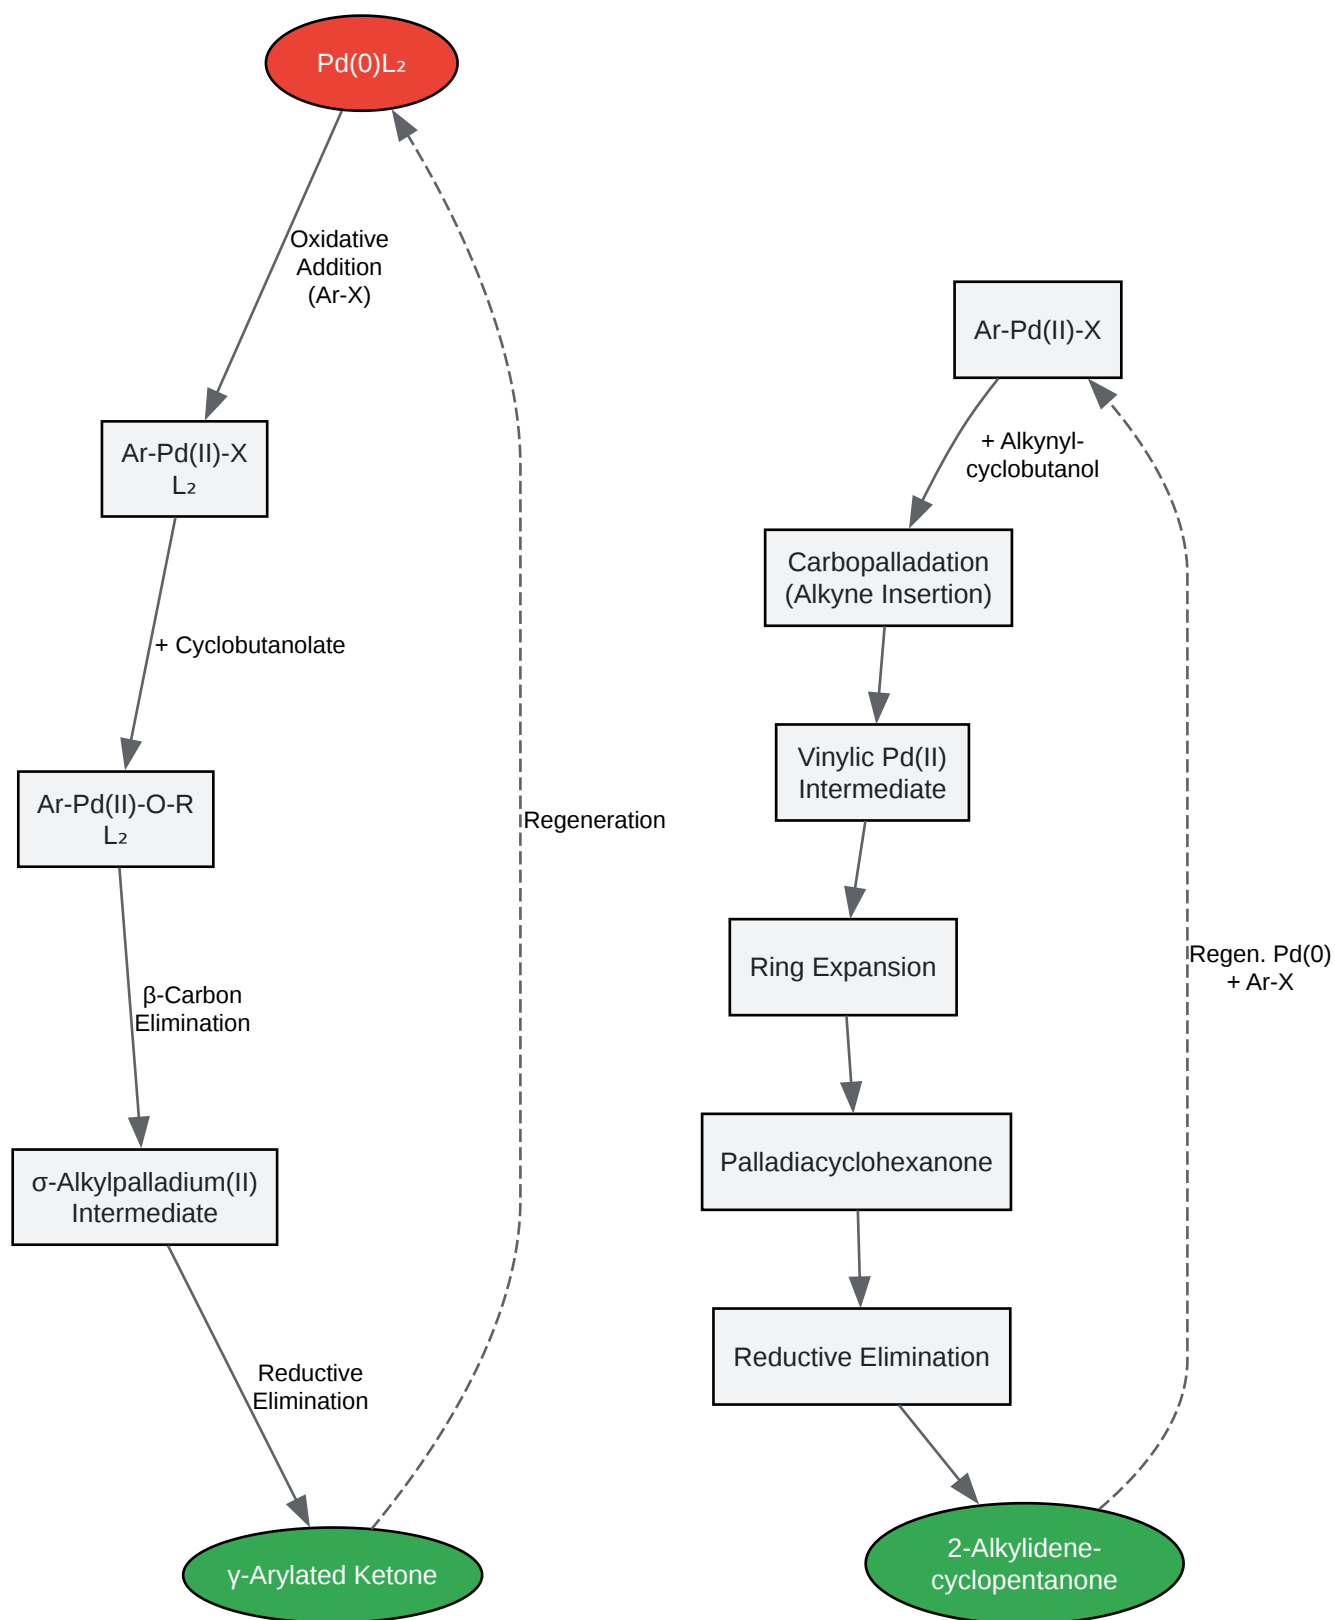 Pd(0)L₂
Oxidative
Addition
(Ar-X)
Ar-Pd(II)-X
L₂
+ Cyclobutanolate
Ar-Pd(II)-O-R
L₂
Regeneration
β-Carbon
Elimination
σ-Alkylpalladium(II)
Intermediate
Reductive
Elimination
γ-Arylated Ketone
Ar-Pd(II)-X
+ Alkynyl-
cyclobutanol
Carbopalladation
(Alkyne Insertion)
Vinylic Pd(II)
Intermediate
Ring Expansion
Regen. Pd(0)
+ Ar-X
Palladiacyclohexanone
Reductive Elimination
2-Alkylidene-
cyclopentanone